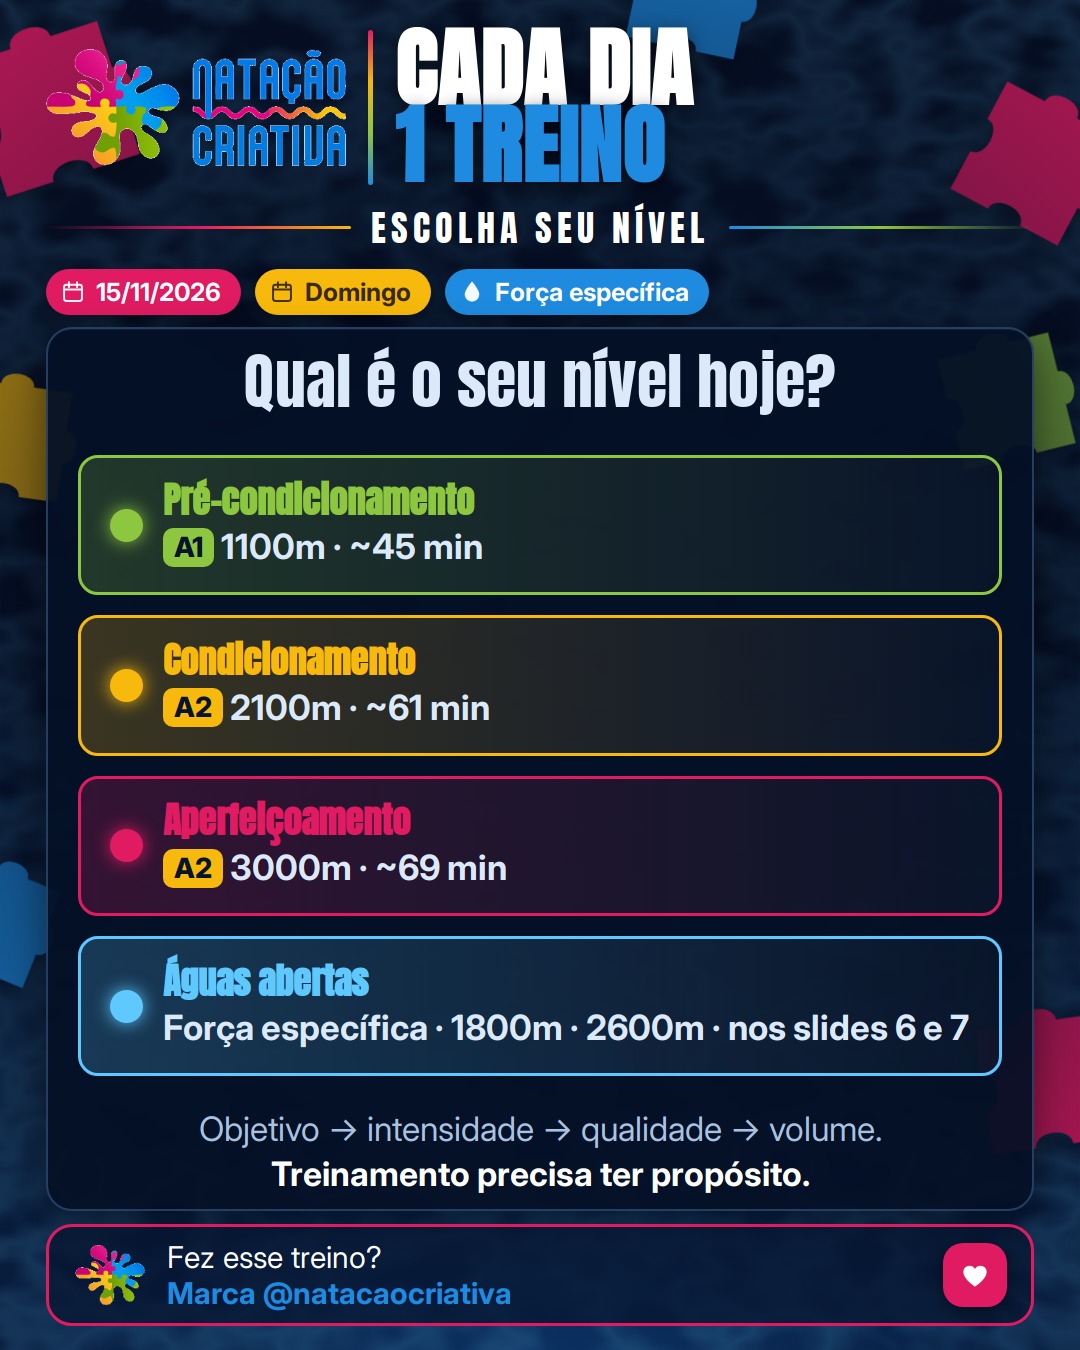 NATAÇÃO
CRIATIVA
CADA DIA
1 TREINO
ESCOLHA SEU NÍVEL
15/11/2026
Domingo
Força específica
Qual é o seu nível hoje?
Pré-condicionamento
A1 1100m · ~45 min
Condicionamento
A2 2100m · ~61 min
Aperfeiçoamento
A2 3000m · ~69 min
Águas abertas
Força específica · 1800m · 2600m · nos slides 6 e 7
Objetivo → intensidade → qualidade → volume.
Treinamento precisa ter propósito.
Fez esse treino?
Marca @natacaocriativa